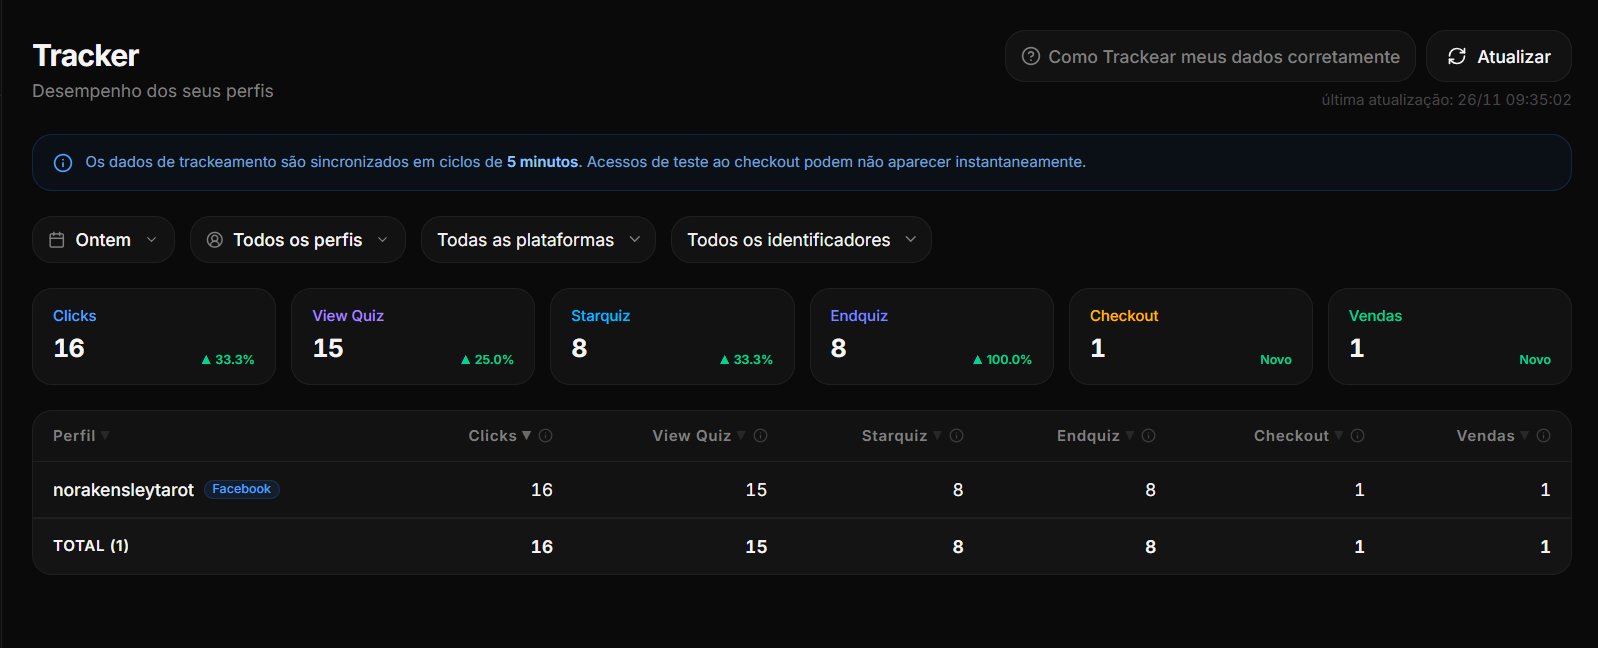 Tracker
Desempenho dos seus perfis
Como Trackear meus dados corretamente
Atualizar
última atualização: 26/11 09:35:02
Os dados de trackeamento são sincronizados em ciclos de 5 minutos. Acessos de teste ao checkout podem não aparecer instantaneamente.
Ontem Todos os perfis Todas as plataformas Todos os identificadores
Clicks
16
▲ 33.3%
View Quiz
15
▲ 25.0%
Starquiz
8
▲ 33.3%
Endquiz
8
▲ 100.0%
Checkout
1
Novo
Vendas
1
Novo
Perfil Clicks View Quiz Starquiz Endquiz Checkout Vendas
norakensleytarot Facebook 16 15 8 8 1 1
TOTAL (1) 16 15 8 8 1 1